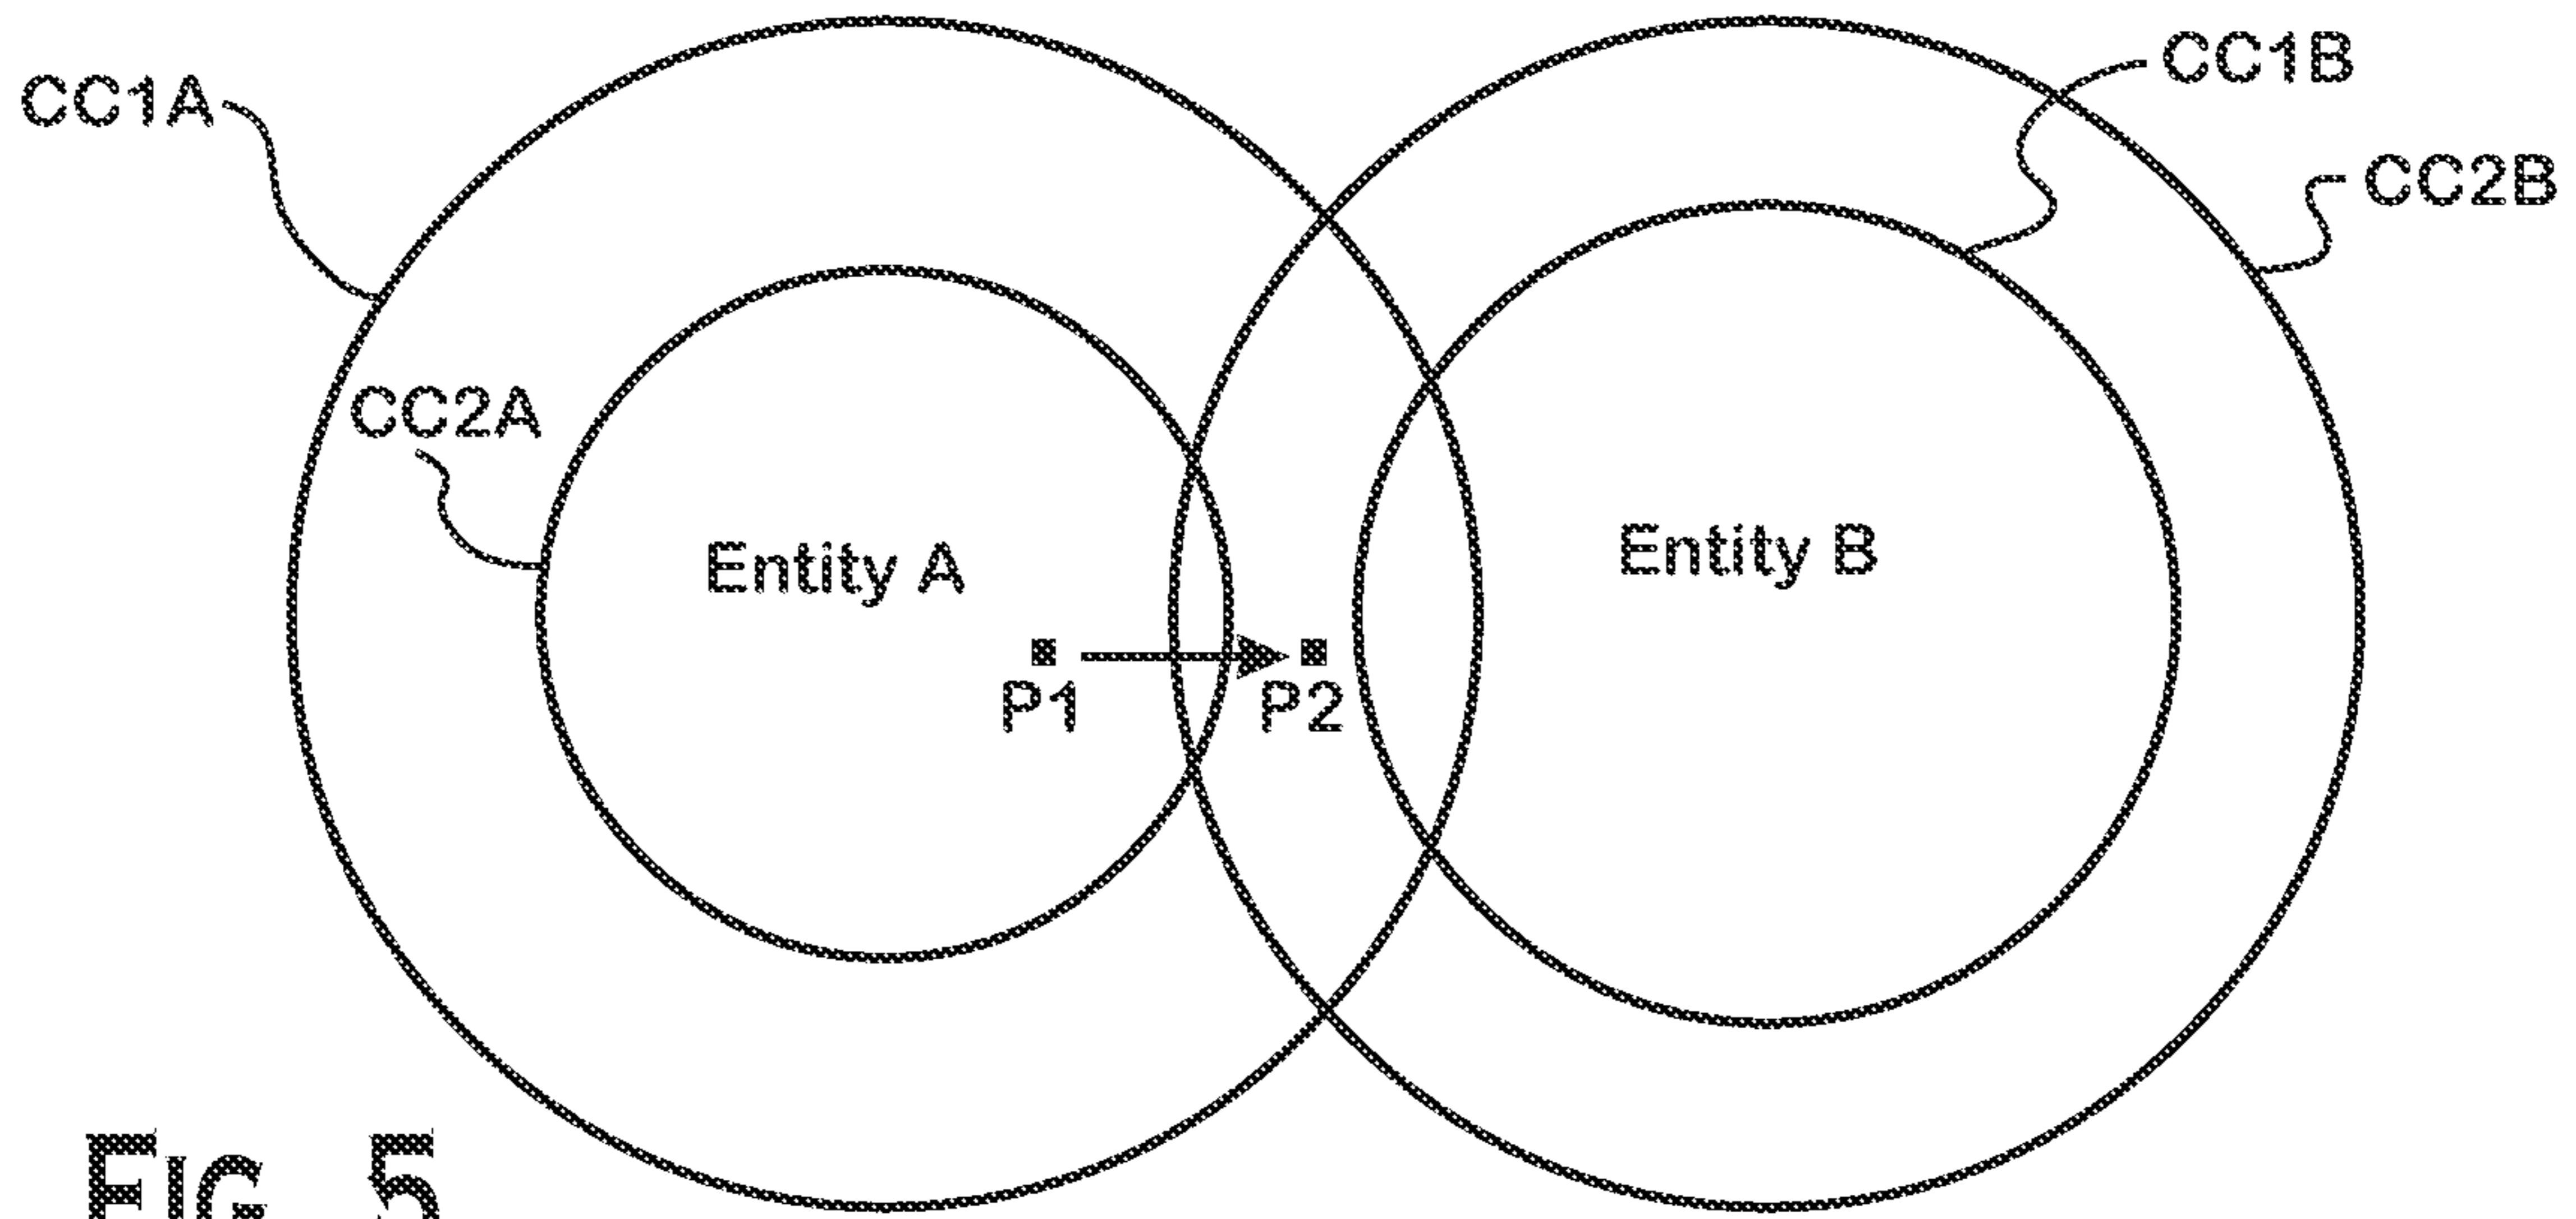 CC1A
CC1B
CC2B
CC2A
Entity A
Entity B
P1
P2
FIG. 5